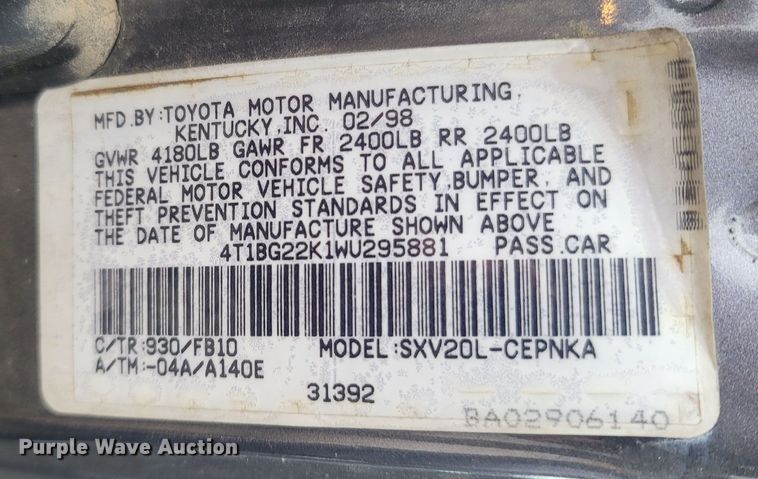 MFD.BY:TOYOTA MOTOR MANUFACTURING,
KENTUCKY,INC. 02/98
GVWR 4180LB GAWR FR 2400LB RR 2400LB
THIS VEHICLE CONFORMS TO ALL APPLICABLE
FEDERAL MOTOR VEHICLE SAFETY,BUMPER, AND
THEFT PREVENTION STANDARDS IN EFFECT ON
THE DATE OF MANUFACTURE SHOWN ABOVE
4T1BG22K1WU295881 PASS.CAR
C/TR:930/FB10 MODEL:SXV20L-CEPNKA
A/TM:-04A/A140E
31392
BA02906140
Purple Wave Auction